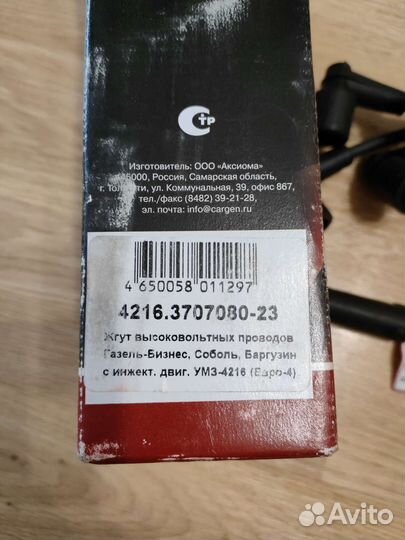 СТР
Изготовитель: ООО «Аксиома»
445000, Россия, Самарская область,
г. Тольятти, ул. Коммунальная, 39, офис 867,
тел./факс (8482) 39-21-28,
эл. почта: info@cargen.ru
4 650058 011297
4216.3707080-23
Жгут высоковольтных проводов
Газель-Бизнес, Соболь, Баргузин
с инжект. двиг. УМЗ-4216 (Евро-4)
Avito